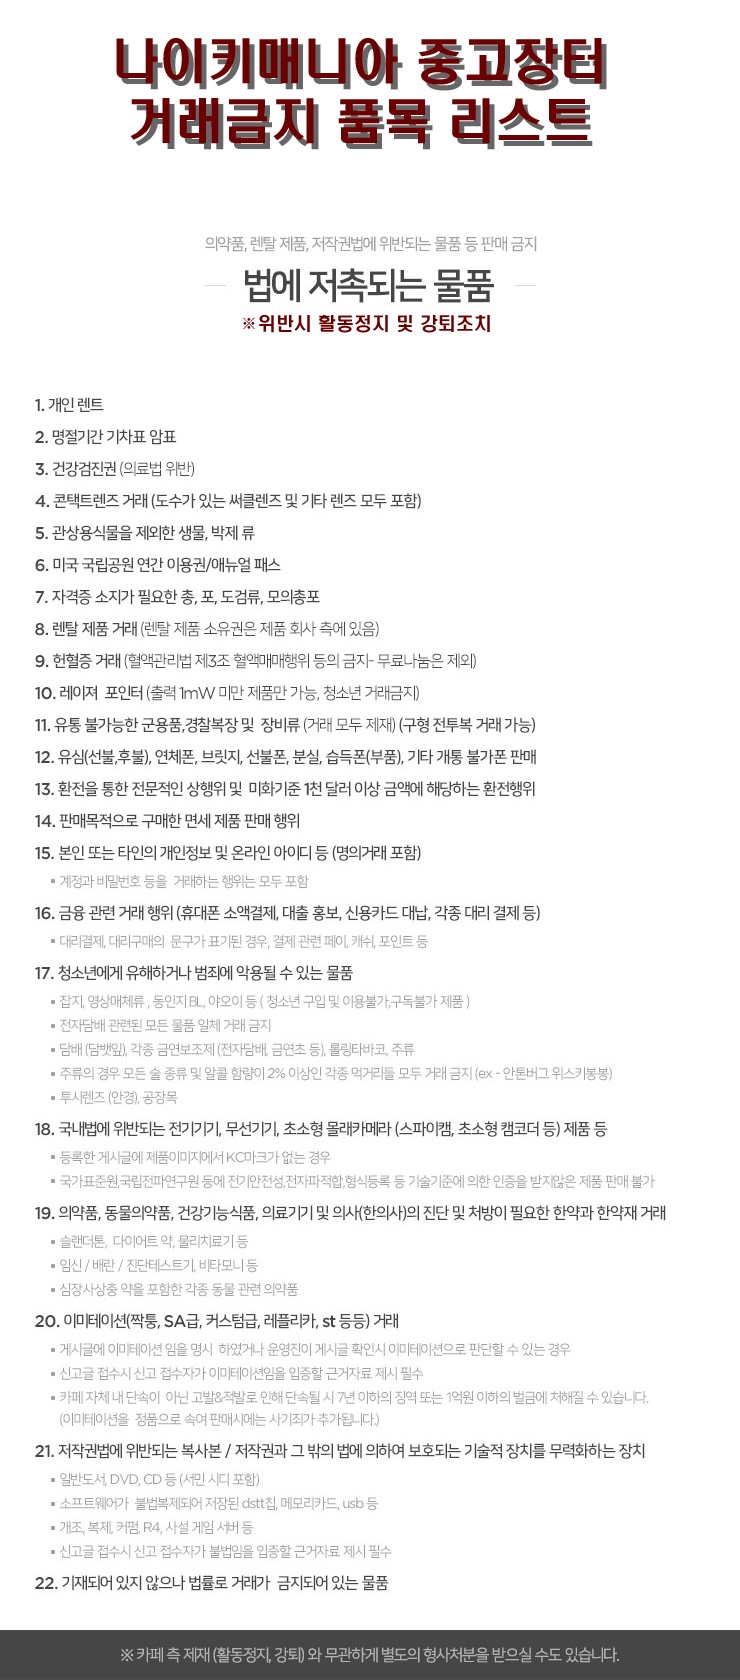 나이키매니아 중고장터
거래금지 품목 리스트
의약품, 렌탈 제품, 저작권법에 위반되는 물품 등 판매 금지
법에 저촉되는 물품
※위반시 활동정지 및 강퇴조치
1. 개인 렌트
2. 명절기간 기차표 암표
3. 건강검진권 (의료법 위반)
4. 콘택트렌즈 거래 (도수가 있는 써클렌즈 및 기타 렌즈 모두 포함)
5. 관상용식물을 제외한 생물, 박제 류
6. 미국 국립공원 연간 이용권/애뉴얼 패스
7. 자격증 소지가 필요한 총, 포, 도검류, 모의총포
8. 렌탈 제품 거래 (렌탈 제품 소유권은 제품 회사 측에 있음)
9. 헌혈증 거래 (혈액관리법 제3조 혈액매매행위 등의 금지- 무료나눔은 제외)
10. 레이져 포인터 (출력 1mW 미만 제품만 가능, 청소년 거래금지)
11. 유통 불가능한 군용품,경찰복장 및 장비류 (거래 모두 제재) (구형 전투복 거래 가능)
12. 유심(선불,후불), 연체폰, 브릿지, 선불폰, 분실, 습득폰(부품), 기타 개통 불가폰 판매
13. 환전을 통한 전문적인 상행위 및 미화기준 1천 달러 이상 금액에 해당하는 환전행위
14. 판매목적으로 구매한 면세 제품 판매 행위
15. 본인 또는 타인의 개인정보 및 온라인 아이디 등 (명의거래 포함)
▪ 계정과 비밀번호 등을 거래하는 행위는 모두 포함
16. 금융 관련 거래 행위 (휴대폰 소액결제, 대출 홍보, 신용카드 대납, 각종 대리 결제 등)
▪ 대리결제, 대리구매의 문구가 표기된 경우, 결제 관련 페이, 캐쉬, 포인트 등
17. 청소년에게 유해하거나 범죄에 악용될 수 있는 물품
▪ 잡지, 영상매체류 , 동인지 BL, 야오이 등 ( 청소년 구입 및 이용불가,구독불가 제품 )
▪ 전자담배 관련된 모든 물품 일체 거래 금지
▪ 담배 (담뱃잎), 각종 금연보조제 (전자담배, 금연초 등), 롤링타바코, 주류
▪ 주류의 경우 모든 술 종류 및 알콜 함량이 2% 이상인 각종 먹거리들 모두 거래 금지 (ex - 안톤버그 위스키봉봉)
▪ 투시렌즈 (안경), 공장목
18. 국내법에 위반되는 전기기기, 무선기기, 초소형 몰래카메라 (스파이캠, 초소형 캠코더 등) 제품 등
▪ 등록한 게시글에 제품이미지에서 KC마크가 없는 경우
▪ 국가표준원,국립전파연구원 등에 전기안전성,전자파적합,형식등록 등 기술기준에 의한 인증을 받지않은 제품 판매 불가
19. 의약품, 동물의약품, 건강기능식품, 의료기기 및 의사(한의사)의 진단 및 처방이 필요한 한약과 한약재 거래
▪ 슬랜더톤, 다이어트 약, 물리치료기 등
▪ 임신 / 배란 / 진단테스트기, 비타모니 등
▪ 심장사상충 약을 포함한 각종 동물 관련 의약품
20. 이미테이션(짝퉁, SA급, 커스텀급, 레플리카, st 등등) 거래
▪ 게시글에 이미테이션 임을 명시 하였거나 운영진이 게시글 확인시 이미테이션으로 판단할 수 있는 경우
▪ 신고글 접수시 신고 접수자가 이미테이션임을 입증할 근거자료 제시 필수
▪ 카페 자체 내 단속이 아닌 고발&적발로 인해 단속될 시 7년 이하의 징역 또는 1억원 이하의 벌금에 처해질 수 있습니다.
(이미테이션을 정품으로 속여 판매시에는 사기죄가 추가됩니다.)
21. 저작권법에 위반되는 복사본 / 저작권과 그 밖의 법에 의하여 보호되는 기술적 장치를 무력화하는 장치
▪ 일반도서, DVD, CD 등 (서민 시디 포함)
▪ 소프트웨어가 불법복제되어 저장된 dstt칩, 메모리카드, usb 등
▪ 개조, 복제, 커펌, R4, 사설 게임 서버 등
▪ 신고글 접수시 신고 접수자가 불법임을 입증할 근거자료 제시 필수
22. 기재되어 있지 않으나 법률로 거래가 금지되어 있는 물품
※ 카페 측 제재 (활동정지, 강퇴) 와 무관하게 별도의 형사처분을 받으실 수도 있습니다.